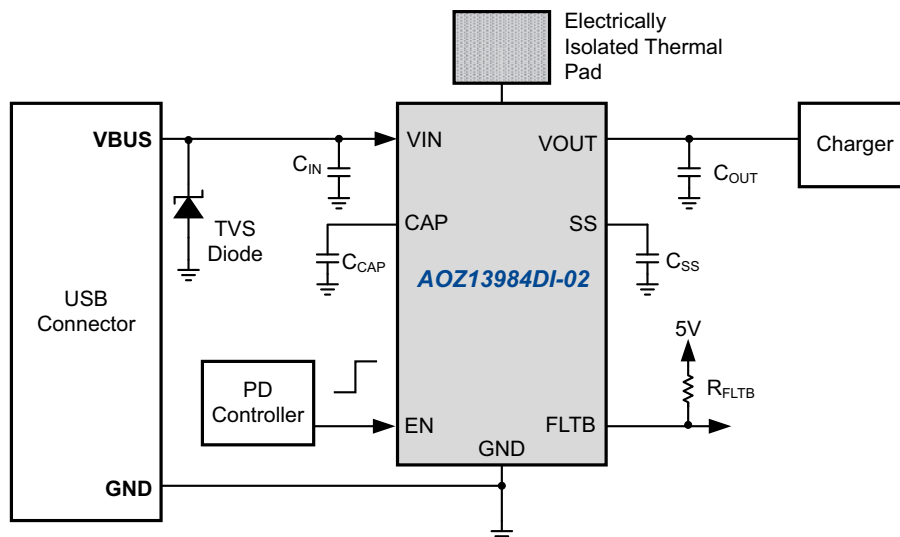 Electrically
Isolated Thermal
Pad
VBUS
VIN
VOUT
Charger
CIN
COUT
TVS
Diode
CAP
SS
CCAP
CSS
AOZ13984DI-02
USB
Connector
5V
PD
Controller
RFLTB
EN
FLTB
GND
GND